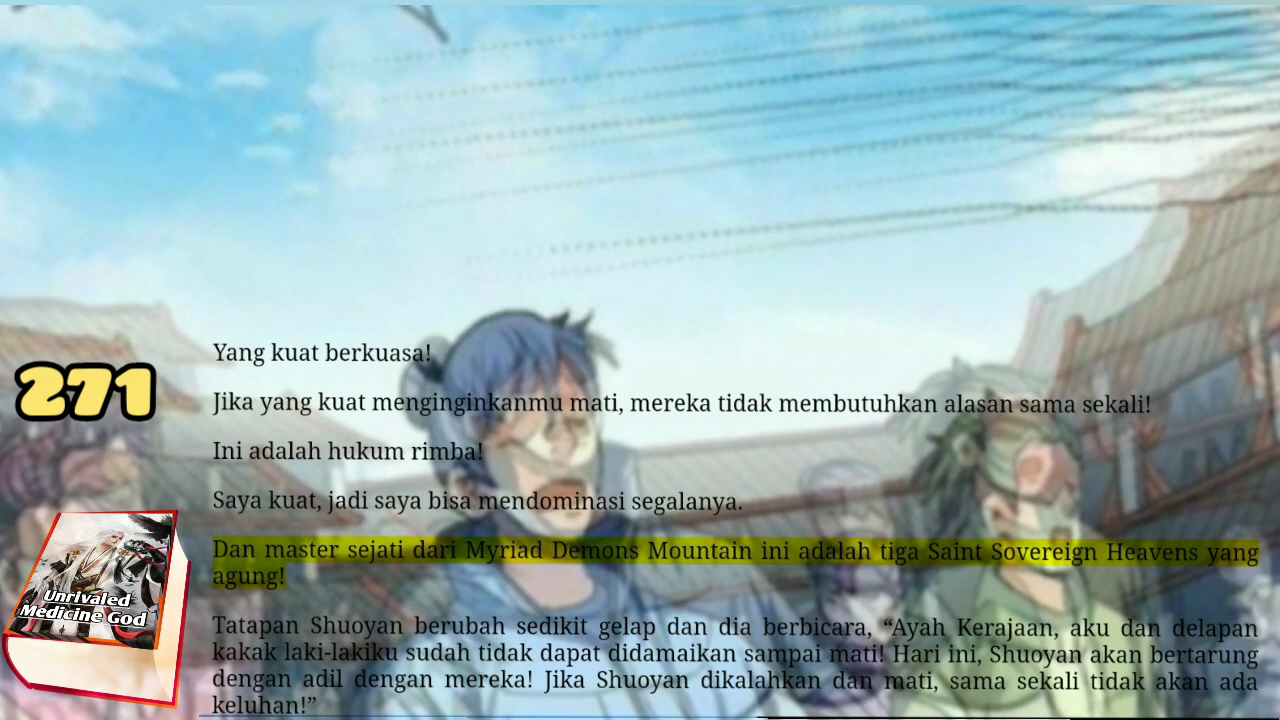 Yang kuat berkuasa!
271
Jika yang kuat menginginkanmu mati, mereka tidak membutuhkan alasan sama sekali!
Ini adalah hukum rimba!
Saya kuat, jadi saya bisa mendominasi segalanya.
Dan master sejati dari Myriad Demons Mountain ini adalah tiga Saint Sovereign Heavens yang
agung!
Unrivaled
Medicine God
Tatapan Shuoyan berubah sedikit gelap dan dia berbicara, “Ayah Kerajaan, aku dan delapan
kakak laki-lakiku sudah tidak dapat didamaikan sampai mati! Hari ini, Shuoyan akan bertarung
dengan adil dengan mereka! Jika Shuoyan dikalahkan dan mati, sama sekali tidak akan ada
keluhan!”